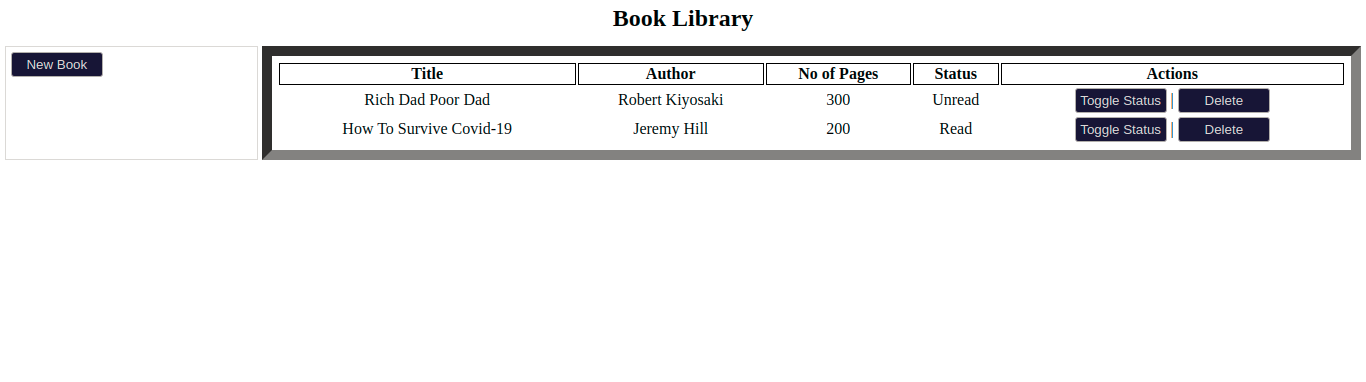 Book Library
New Book
Title Author No of Pages Status Actions
Rich Dad Poor Dad Robert Kiyosaki 300 Unread Toggle Status | Delete
How To Survive Covid-19 Jeremy Hill 200 Read Toggle Status | Delete